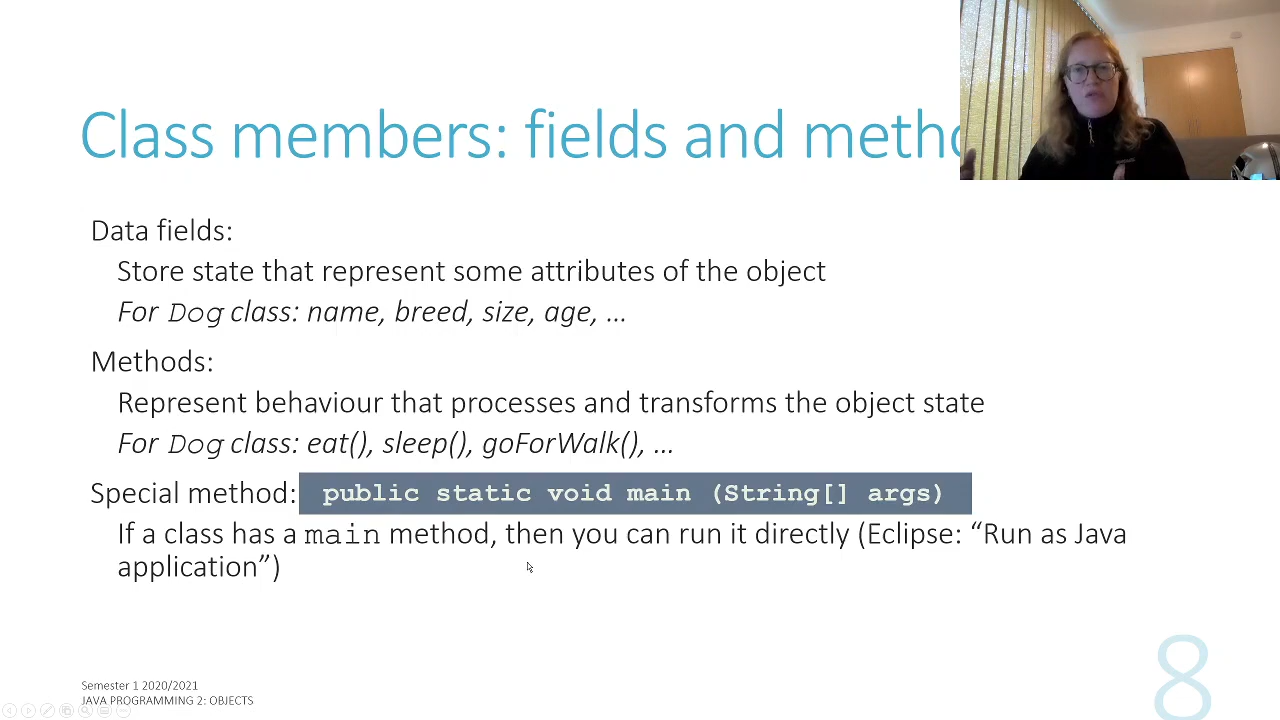 Class members: fields and metho
Data fields:
Store state that represent some attributes of the object
For Dog class: name, breed, size, age, …
Methods:
Represent behaviour that processes and transforms the object state
For Dog class: eat(), sleep(), goForWalk(), …
Special method: public static void main (String[] args)
If a class has a main method, then you can run it directly (Eclipse: “Run as Java
application”)
Semester 1 2020/2021
JAVA PROGRAMMING 2: OBJECTS
8